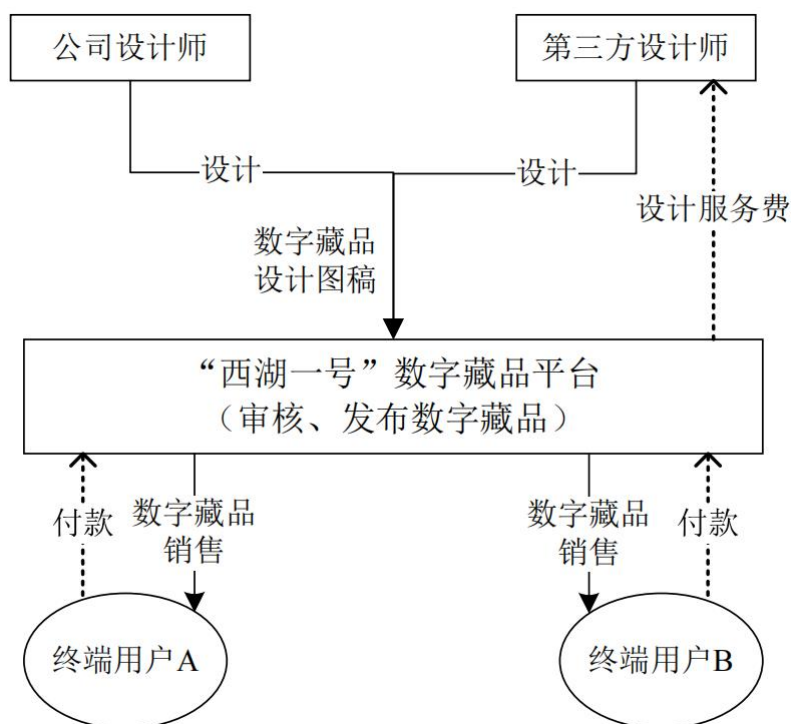 公司设计师
第三方设计师
设计
设计
设计服务费
数字藏品
设计图稿
“西湖一号”数字藏品平台
（审核、发布数字藏品）
付款
数字藏品
销售
数字藏品
销售
付款
终端用户A
终端用户B